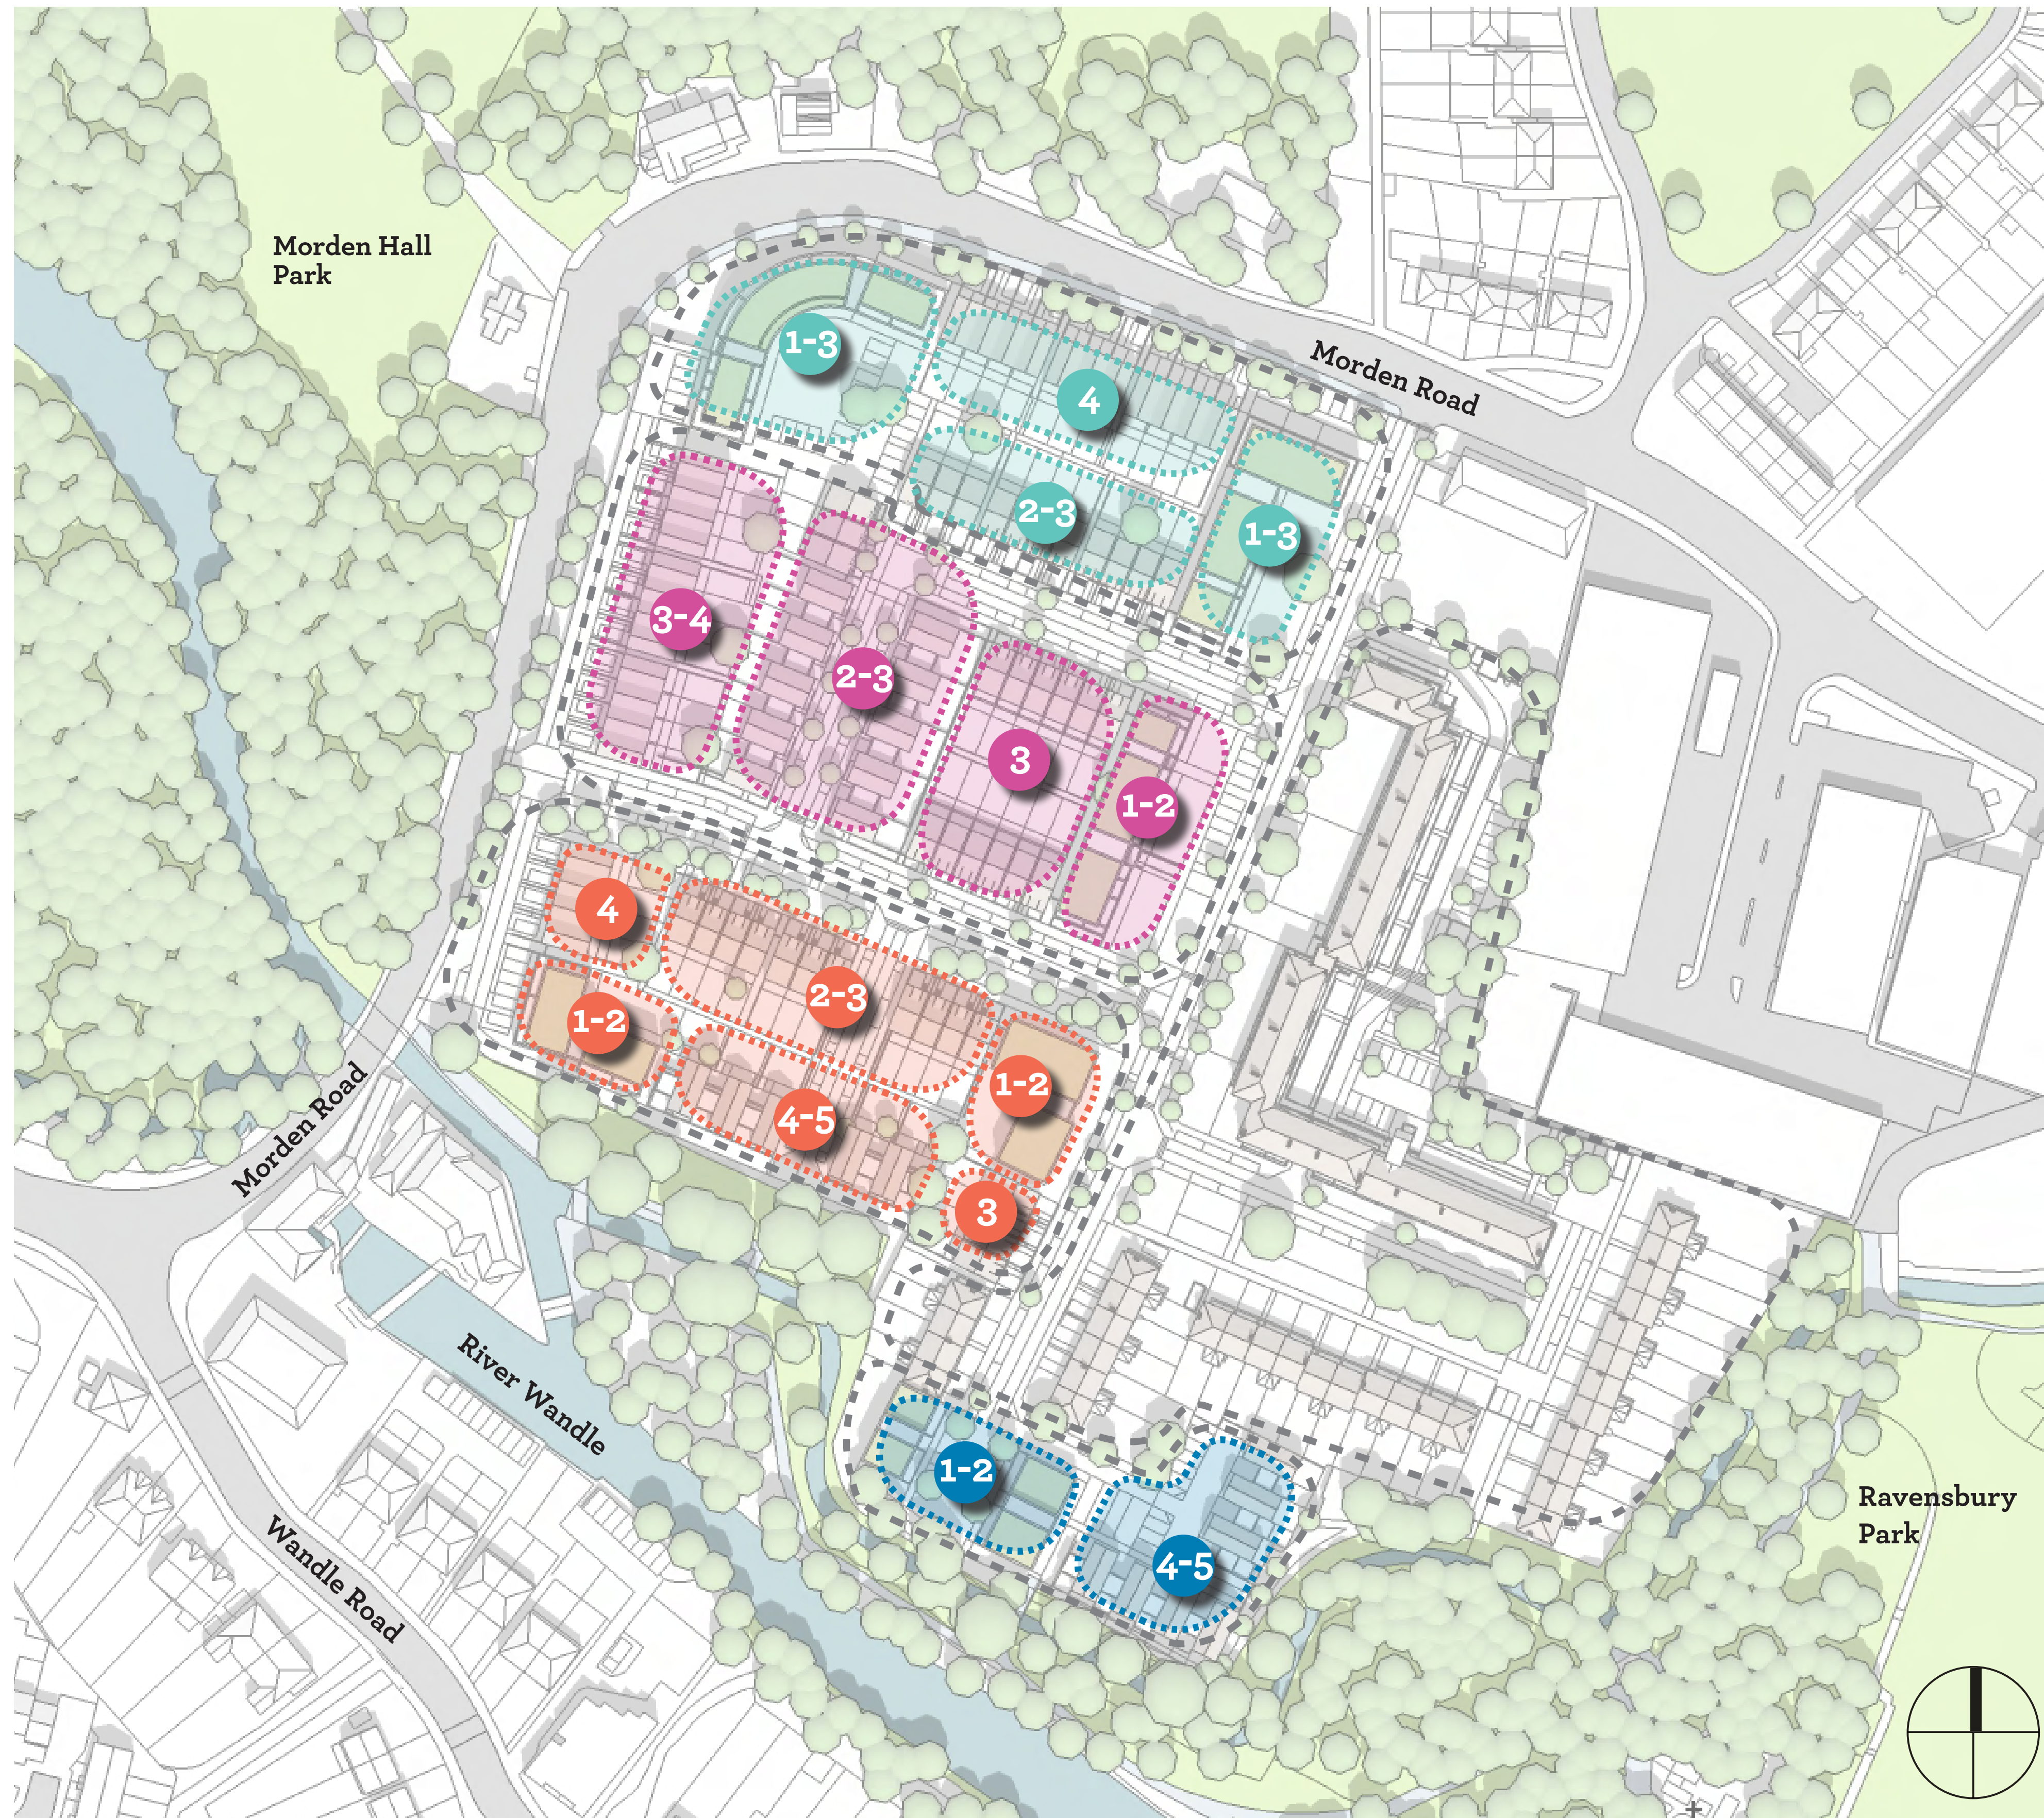 Morden Hall
Park
1-3
Morden Road
4
2-3
1-3
3-4
2-3
3
1-2
4
2-3
1-2
1-2
4-5
Morden Road
3
River Wandle
1-2
Ravensbury
Park
4-5
Wandle Road